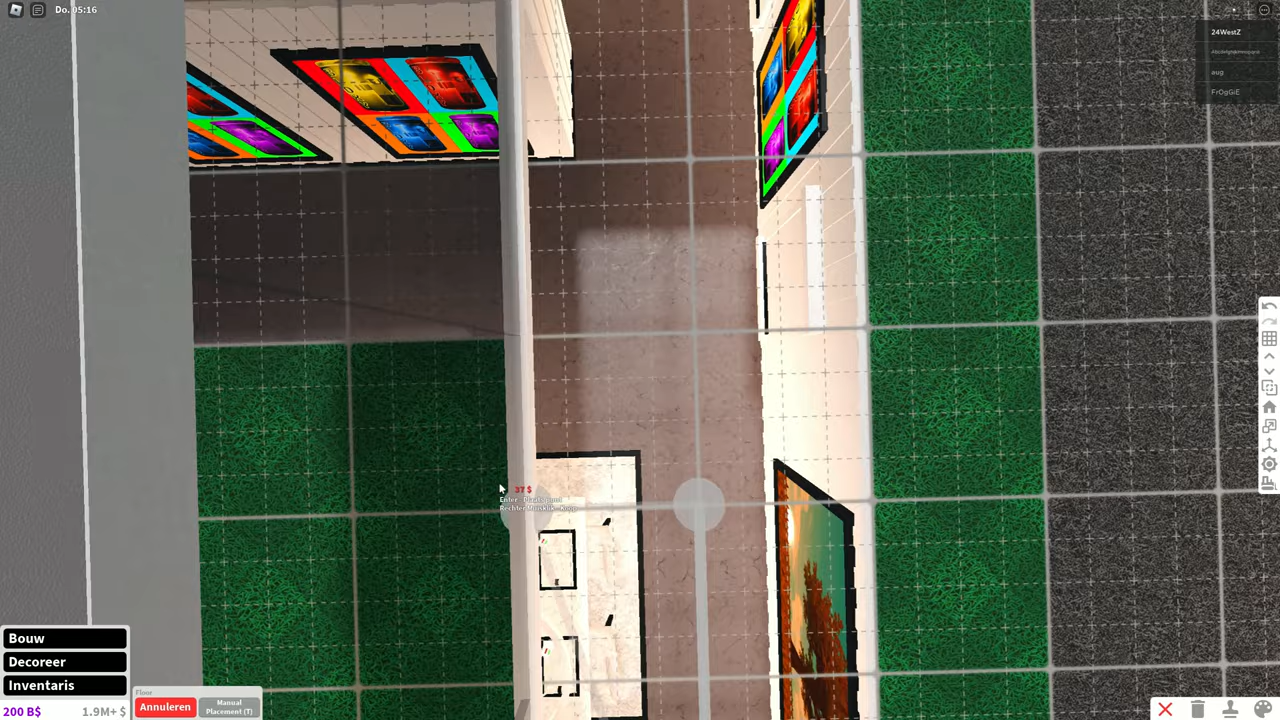 Do. 05:16
24WestZ
aug
FrOgGiE
37 $
Bouw
Decoreer
Inventaris
200 B$
1.9M+ $
Floor
Annuleren
Manual
Placement (T)